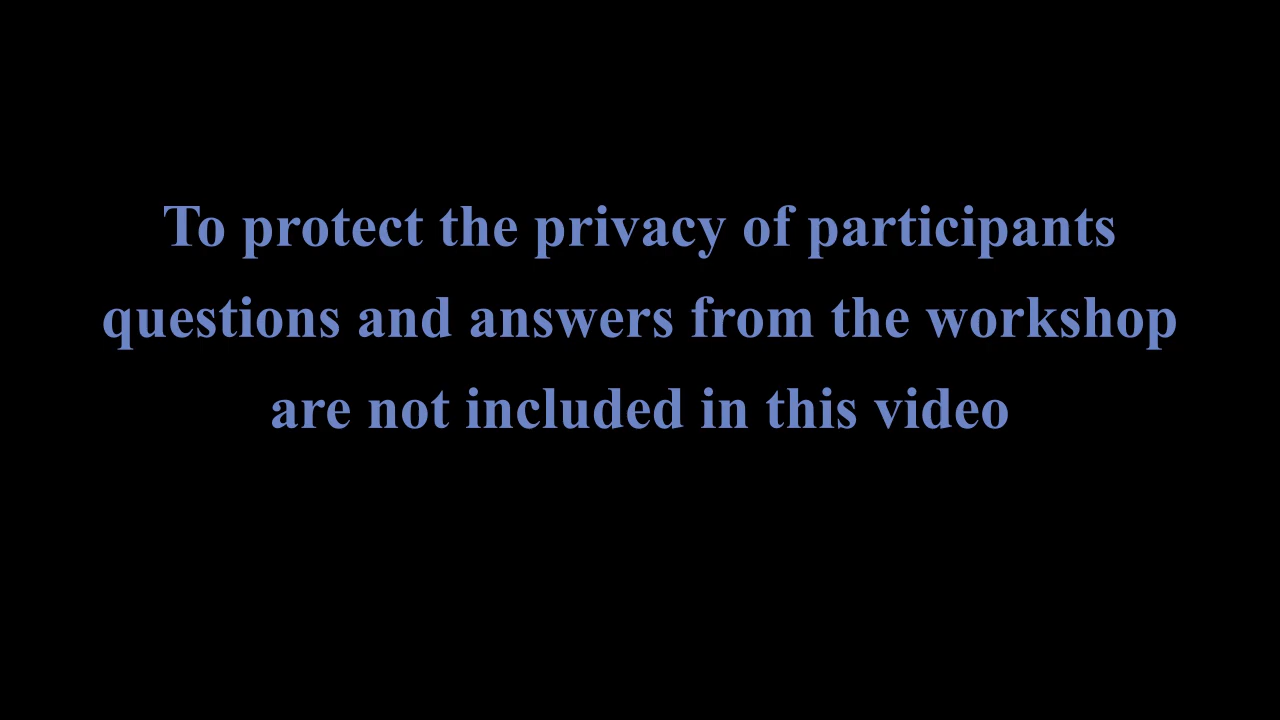 To protect the privacy of participants
questions and answers from the workshop
are not included in this video